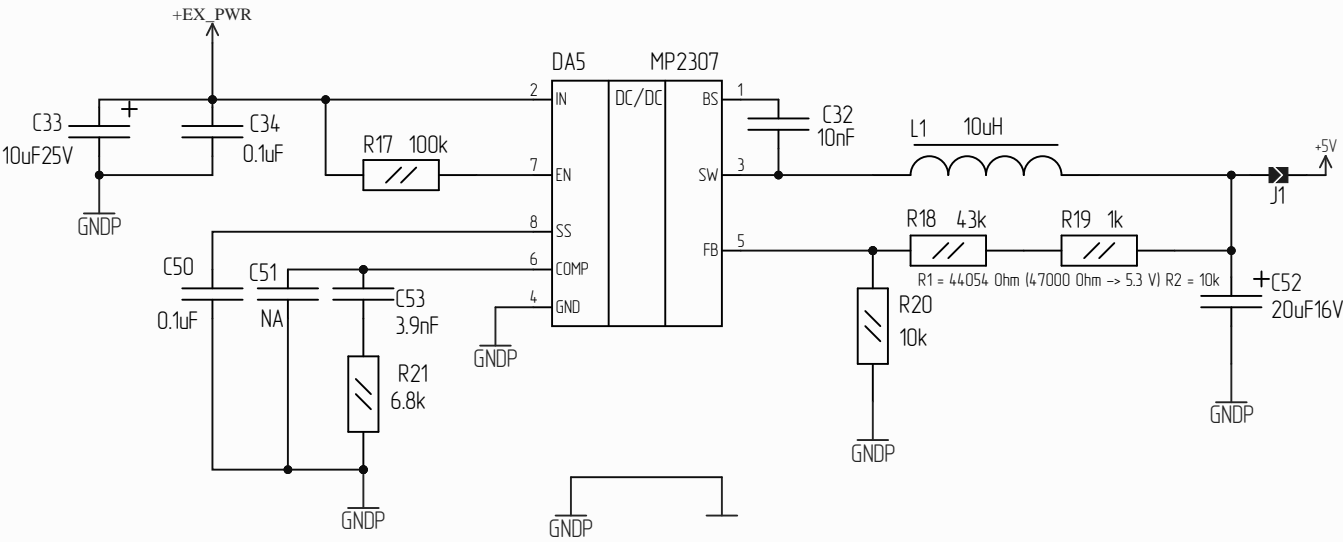 +EX_PWR
DA5 MP2307
2 IN DC/DC BS 1
C33 10uF25V
+
C34 0.1uF
R17 100k
7 EN
C32 10nF
L1 10uH
SW 3
+5V
J1
GNDP
8 SS
R18 43k R19 1k
FB 5
R1 = 44054 Ohm (47000 Ohm -> 5.3 V) R2 = 10k
C50 0.1uF
C51 NA
6 COMP
C53 3.9nF
4 GND
GNDP
R20 10k
+C52 20uF16V
R21 6.8k
GNDP
GNDP
GNDP
GNDP